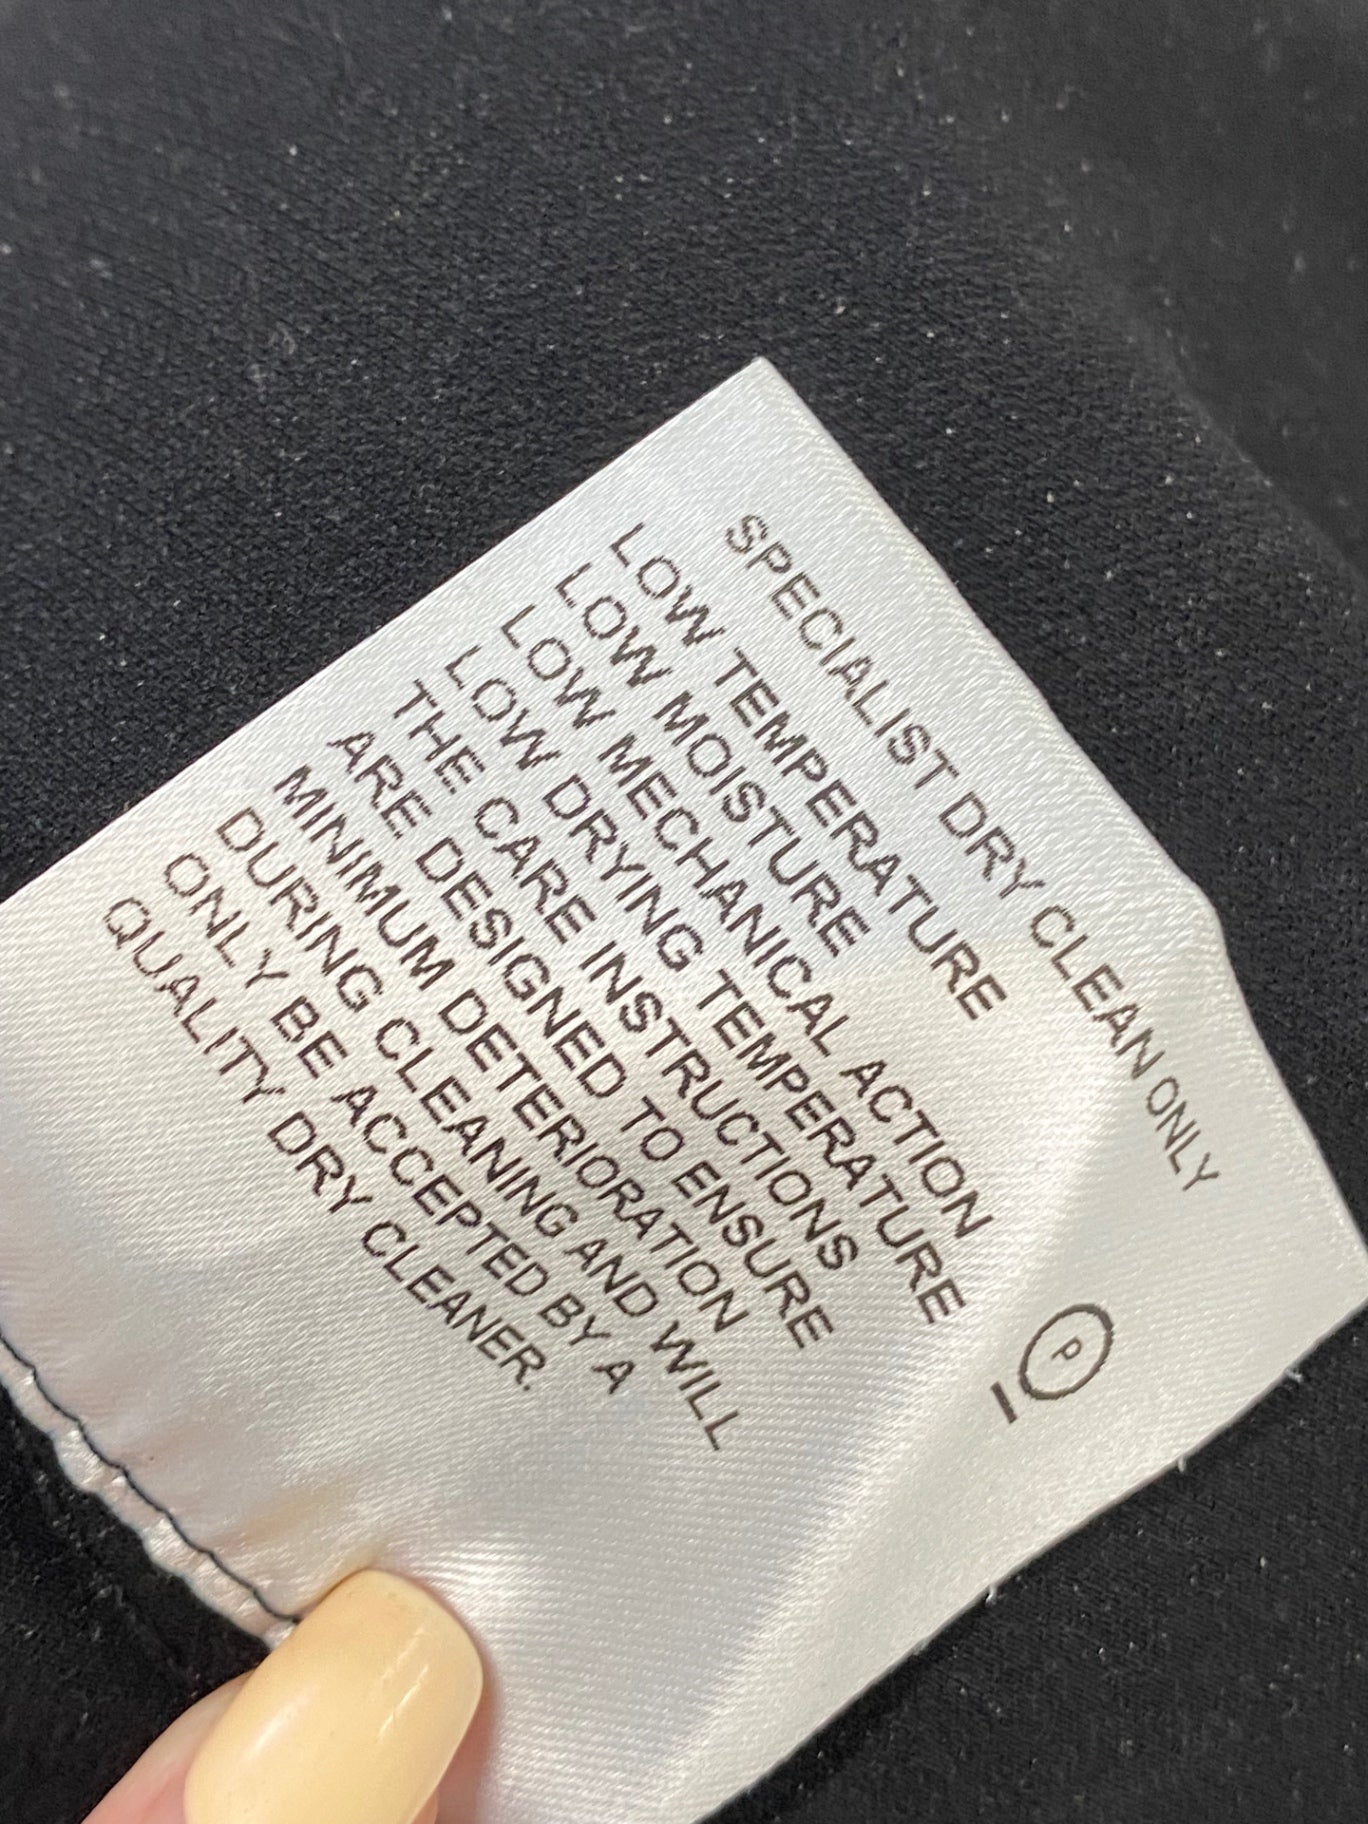 SPECIALIST DRY CLEAN ONLY
LOW TEMPERATURE
LOW MOISTURE
LOW MECHANICAL ACTION
LOW DRYING TEMPERATURE
THE CARE INSTRUCTIONS
ARE DESIGNED TO ENSURE
MINIMUM DETERIORATION
DURING CLEANING AND WILL
ONLY BE ACCEPTED BY A
QUALITY DRY CLEANER.
P